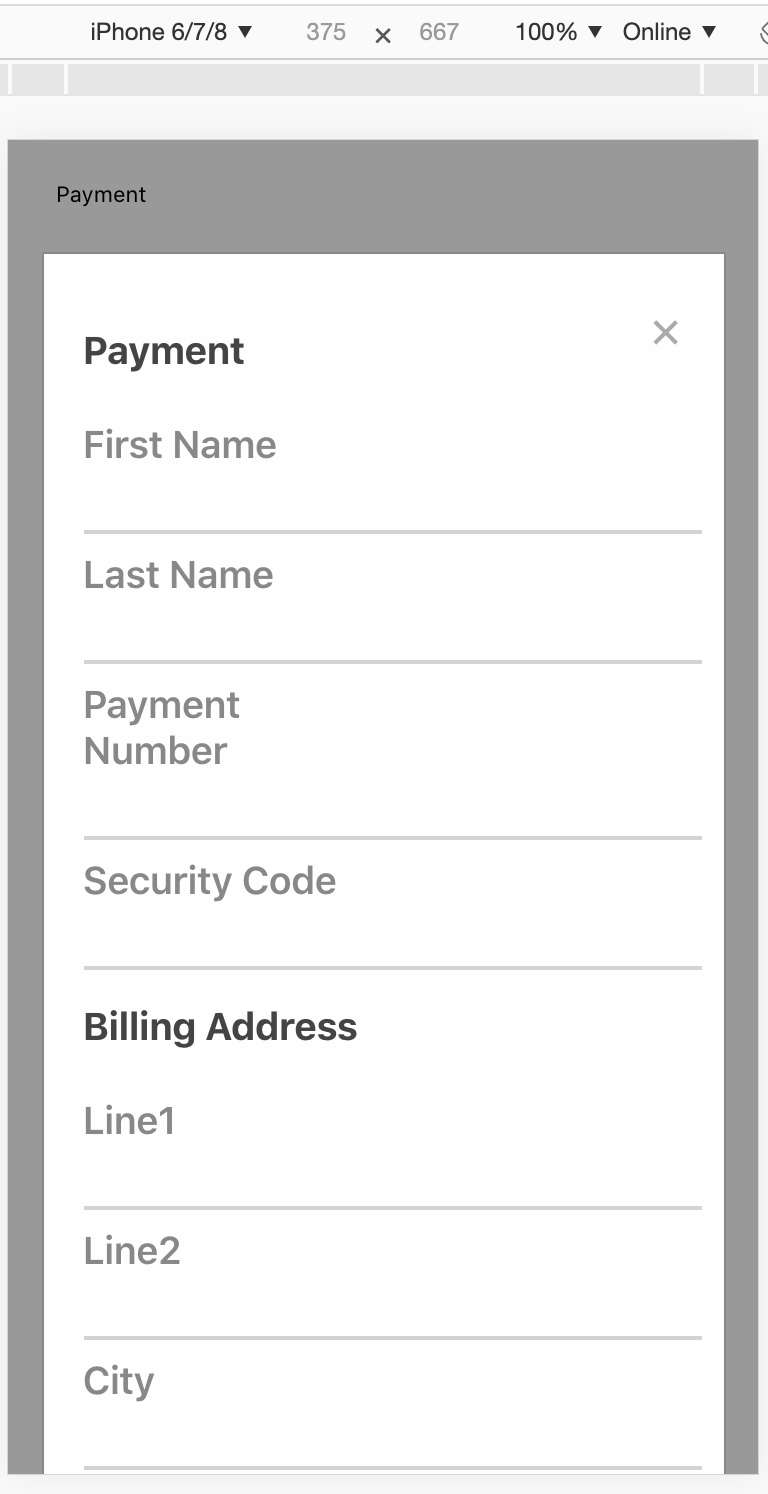 iPhone 6/7/8 ▼ 375 × 667 100% ▼ Online ▼
Payment
Payment ×
First Name
Last Name
Payment
Number
Security Code
Billing Address
Line1
Line2
City